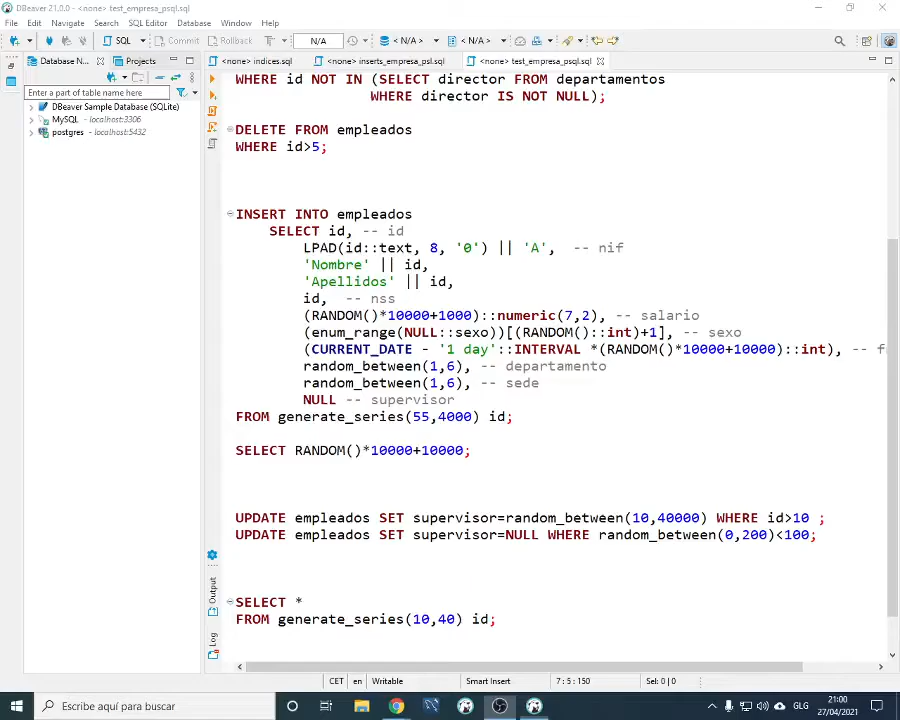 DBeaver 21.0.0 - <none> test_empresa_psql.sql
File Edit Navigate Search SQL Editor Database Window Help
SQL Commit Rollback T N/A < N/A > < N/A >
Database N... Projects
<none> indices.sql <none> inserts_empresa_psl.sql <none> test_empresa_psql.sql
Enter a part of table name here
DBeaver Sample Database (SQLite)
MySQL - localhost:3306
postgres - localhost:5432
WHERE id NOT IN (SELECT director FROM departamentos
WHERE director IS NOT NULL);
DELETE FROM empleados
WHERE id>5;
INSERT INTO empleados
SELECT id, -- id
LPAD(id::text, 8, '0') || 'A', -- nif
'Nombre' || id,
'Apellidos' || id,
id, -- nss
(RANDOM()*10000+1000)::numeric(7,2), -- salario
(enum_range(NULL::sexo))[(RANDOM()::int)+1], -- sexo
(CURRENT_DATE - '1 day'::INTERVAL *(RANDOM()*10000+10000)::int), -- f
random_between(1,6), -- departamento
random_between(1,6), -- sede
NULL -- supervisor
FROM generate_series(55,4000) id;
SELECT RANDOM()*10000+10000;
UPDATE empleados SET supervisor=random_between(10,40000) WHERE id>10 ;
UPDATE empleados SET supervisor=NULL WHERE random_between(0,200)<100;
SELECT *
FROM generate_series(10,40) id;
Output
Log
CET en Writable Smart Insert 7 : 5 : 150 Sel: 0 | 0
Escribe aquí para buscar
GLG
21:00
27/04/2021